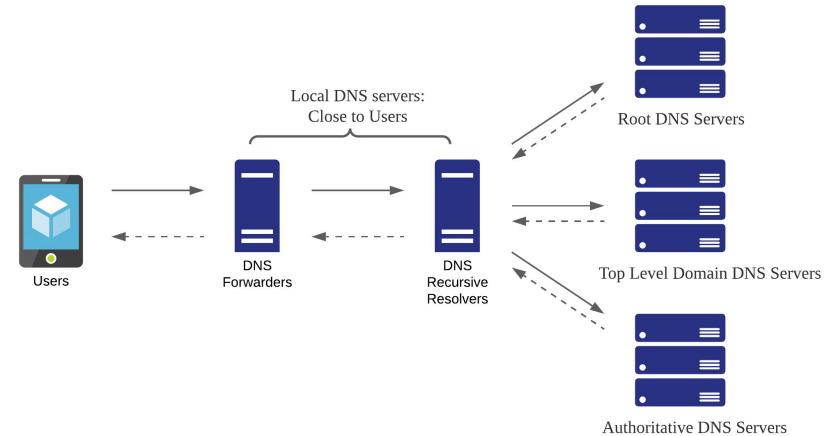 Local DNS servers:
Close to Users
Root DNS Servers
Users
DNS
Forwarders
DNS
Recursive
Resolvers
Top Level Domain DNS Servers
Authoritative DNS Servers